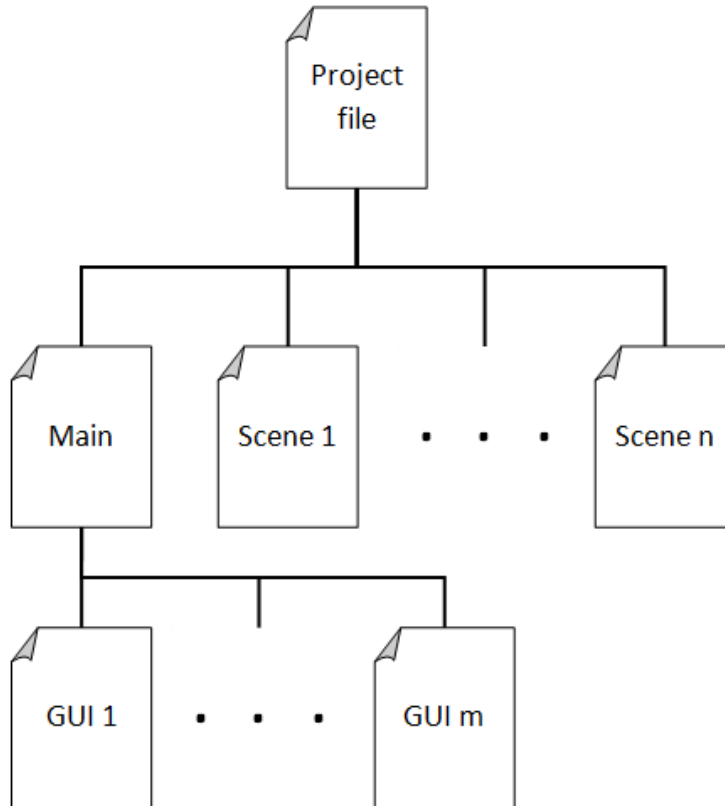 Project
file
Main
Scene 1
. . .
Scene n
GUI 1
. . .
GUI m